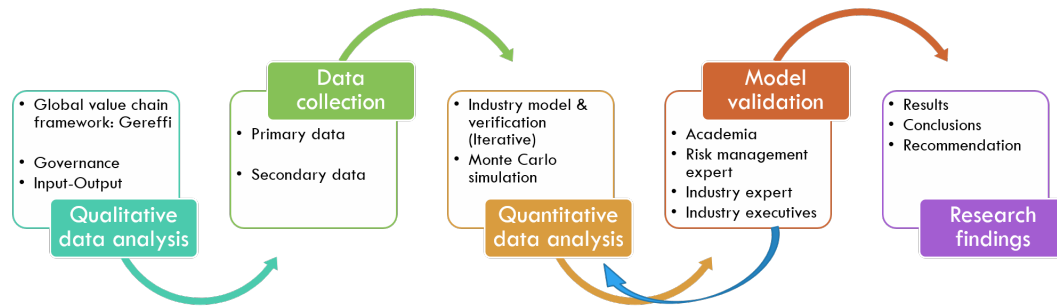 • Global value chain
framework: Gereffi
• Governance
• Input-Output
Qualitative
data analysis
Data
collection
• Primary data
• Secondary data
• Industry model &
verification
(Iterative)
• Monte Carlo
simulation
Quantitative
data analysis
Model
validation
• Academia
• Risk management
expert
• Industry expert
• Industry executives
• Results
• Conclusions
• Recommendation
Research
findings